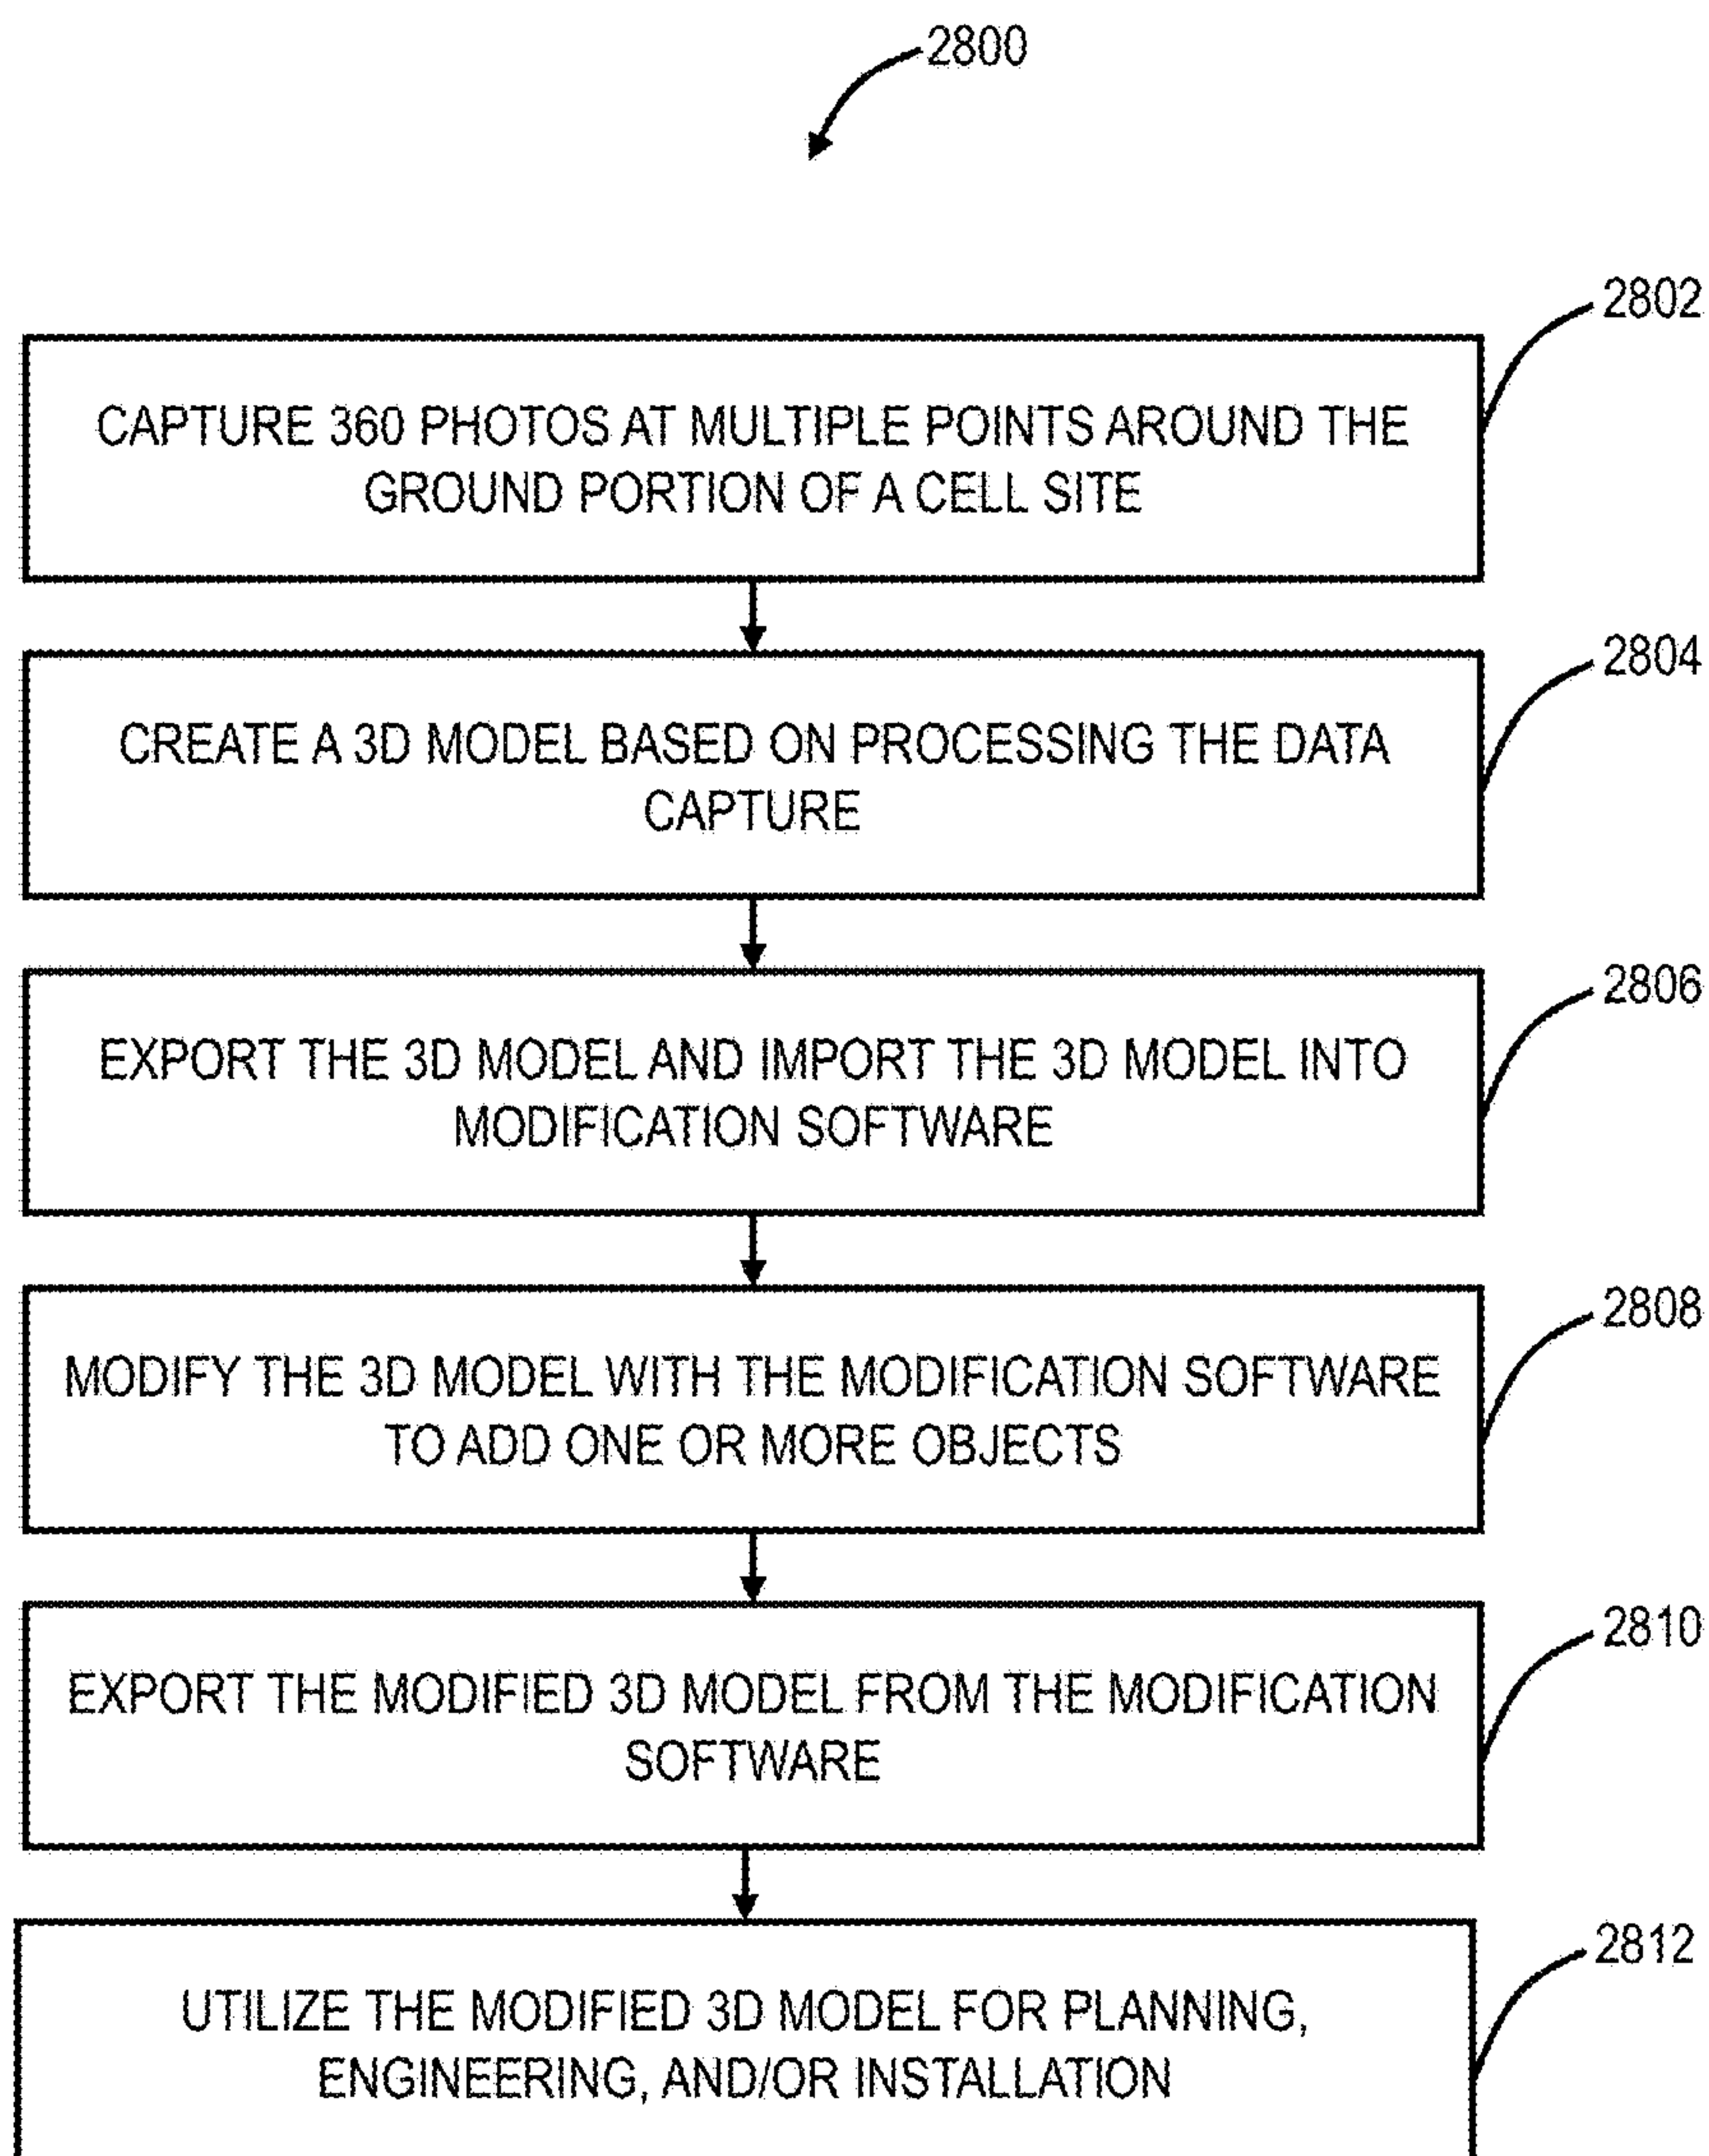 2800
2802
CAPTURE 360 PHOTOS AT MULTIPLE POINTS AROUND THE
GROUND PORTION OF A CELL SITE
2804
CREATE A 3D MODEL BASED ON PROCESSING THE DATA
CAPTURE
2806
EXPORT THE 3D MODEL AND IMPORT THE 3D MODEL INTO
MODIFICATION SOFTWARE
2808
MODIFY THE 3D MODEL WITH THE MODIFICATION SOFTWARE
TO ADD ONE OR MORE OBJECTS
2810
EXPORT THE MODIFIED 3D MODEL FROM THE MODIFICATION
SOFTWARE
2812
UTILIZE THE MODIFIED 3D MODEL FOR PLANNING,
ENGINEERING, AND/OR INSTALLATION